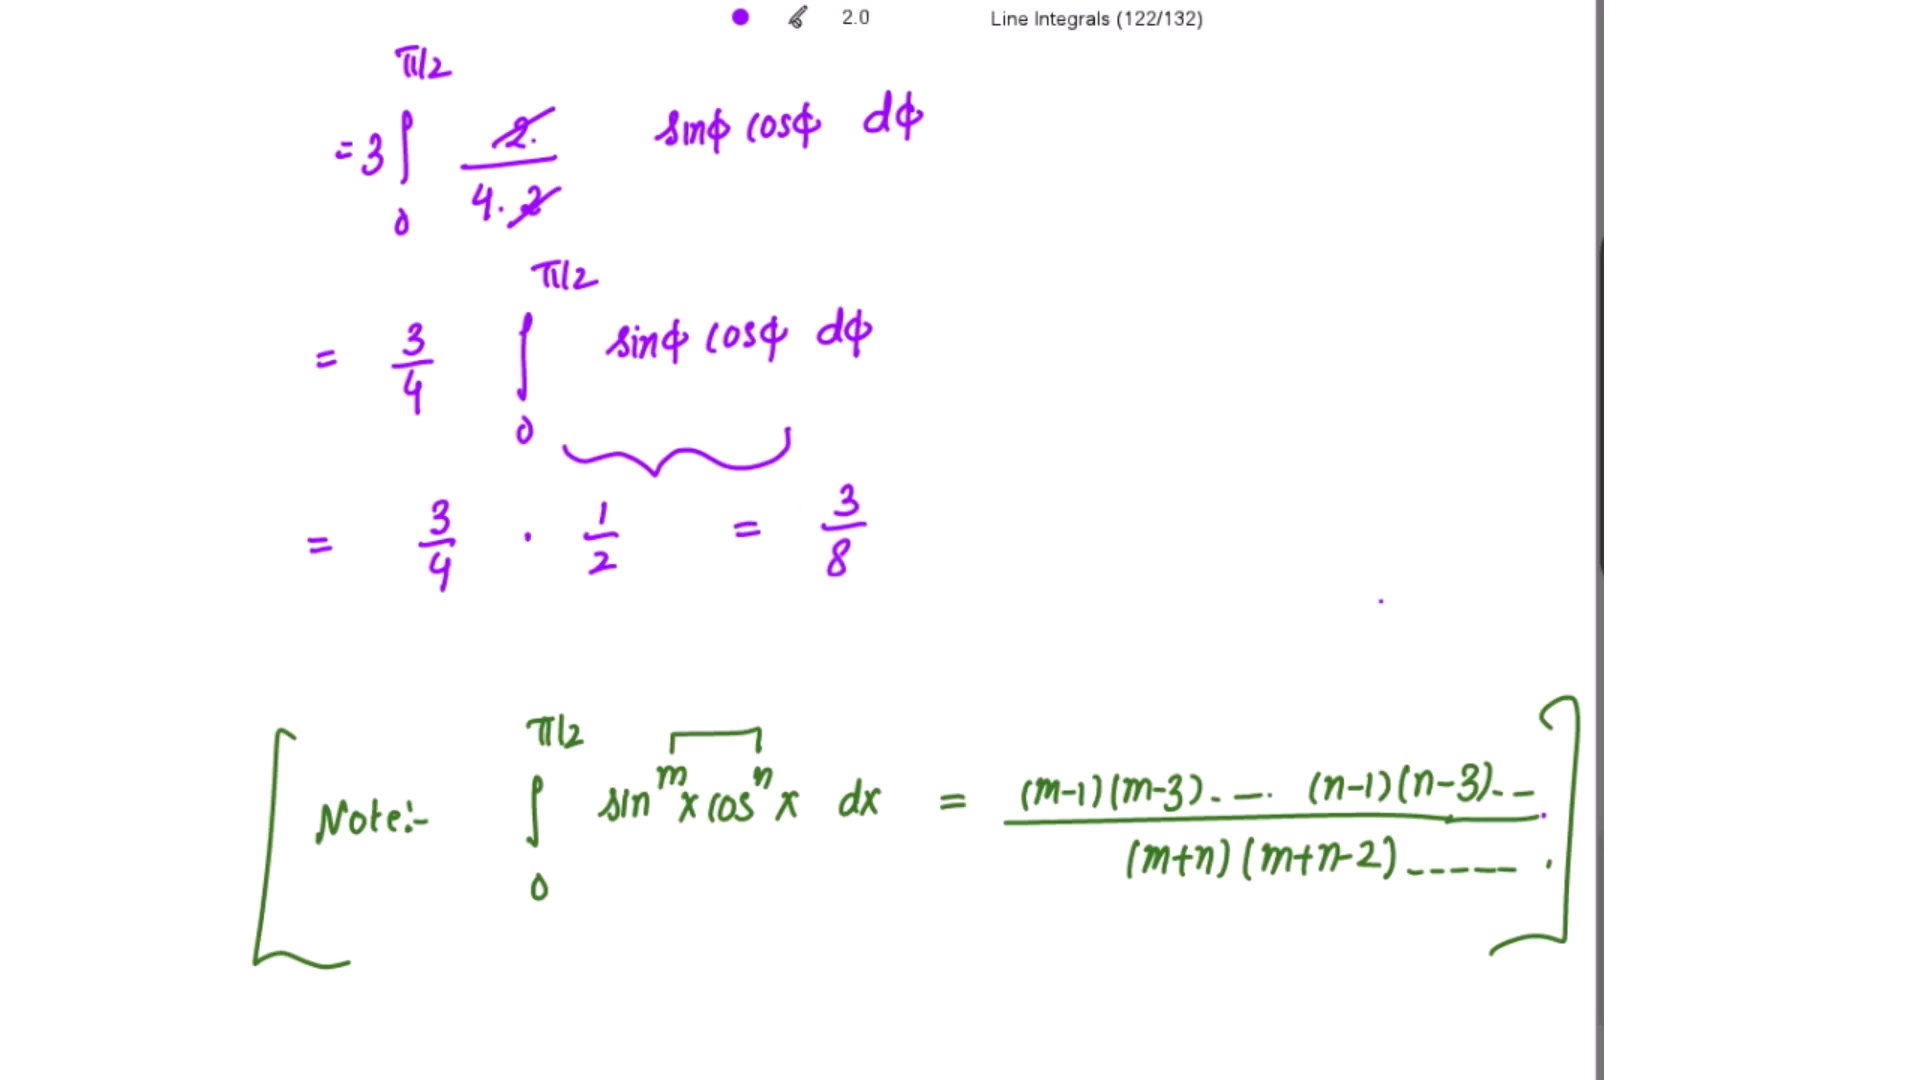 2.0 Line Integrals (122/132)
= 3 ∫₀^{π/2} 2. / 4.2 sinϕ cosϕ dϕ
= 3/4 ∫₀^{π/2} sinϕ cosϕ dϕ
= 3/4 · 1/2 = 3/8
[ Note:- ∫₀^{π/2} sin^m x cos^n x dx = (m-1)(m-3)..... (n-1)(n-3)---. / (m+n)(m+n-2)------ . ]